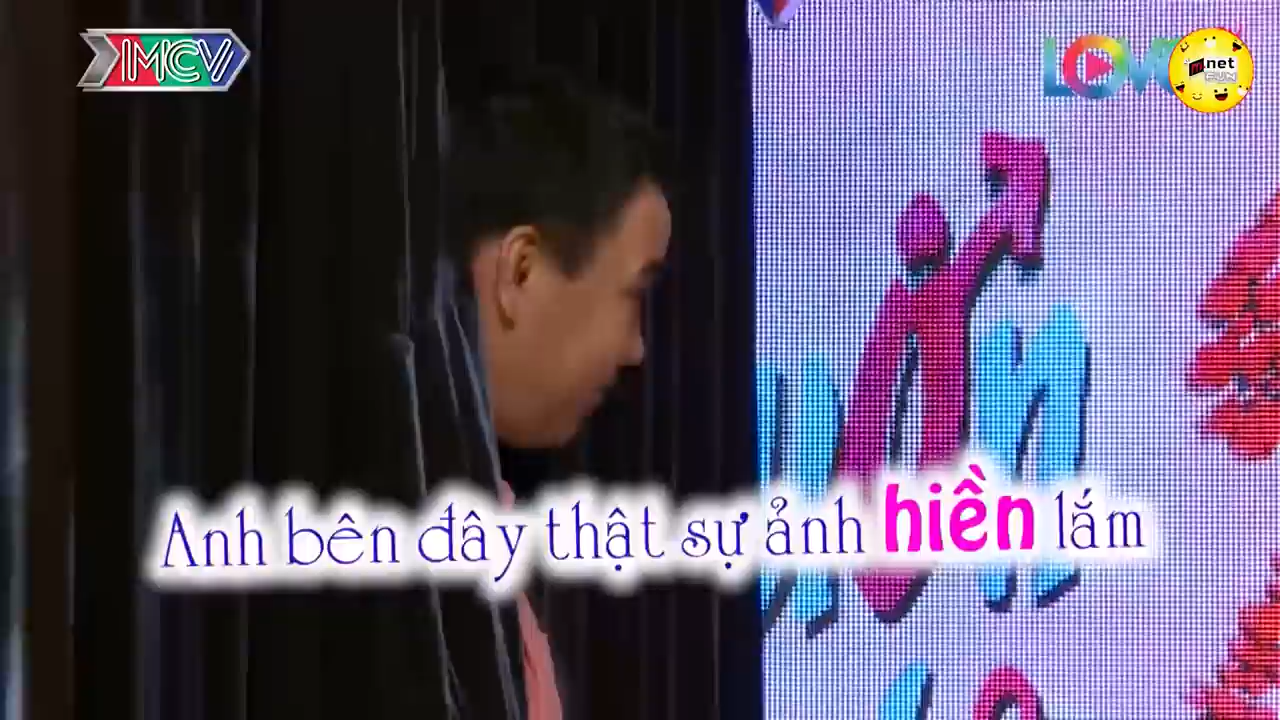 MCV
LOVE
m.net
FUN
Anh bên đây thật sự ảnh hiền lắm